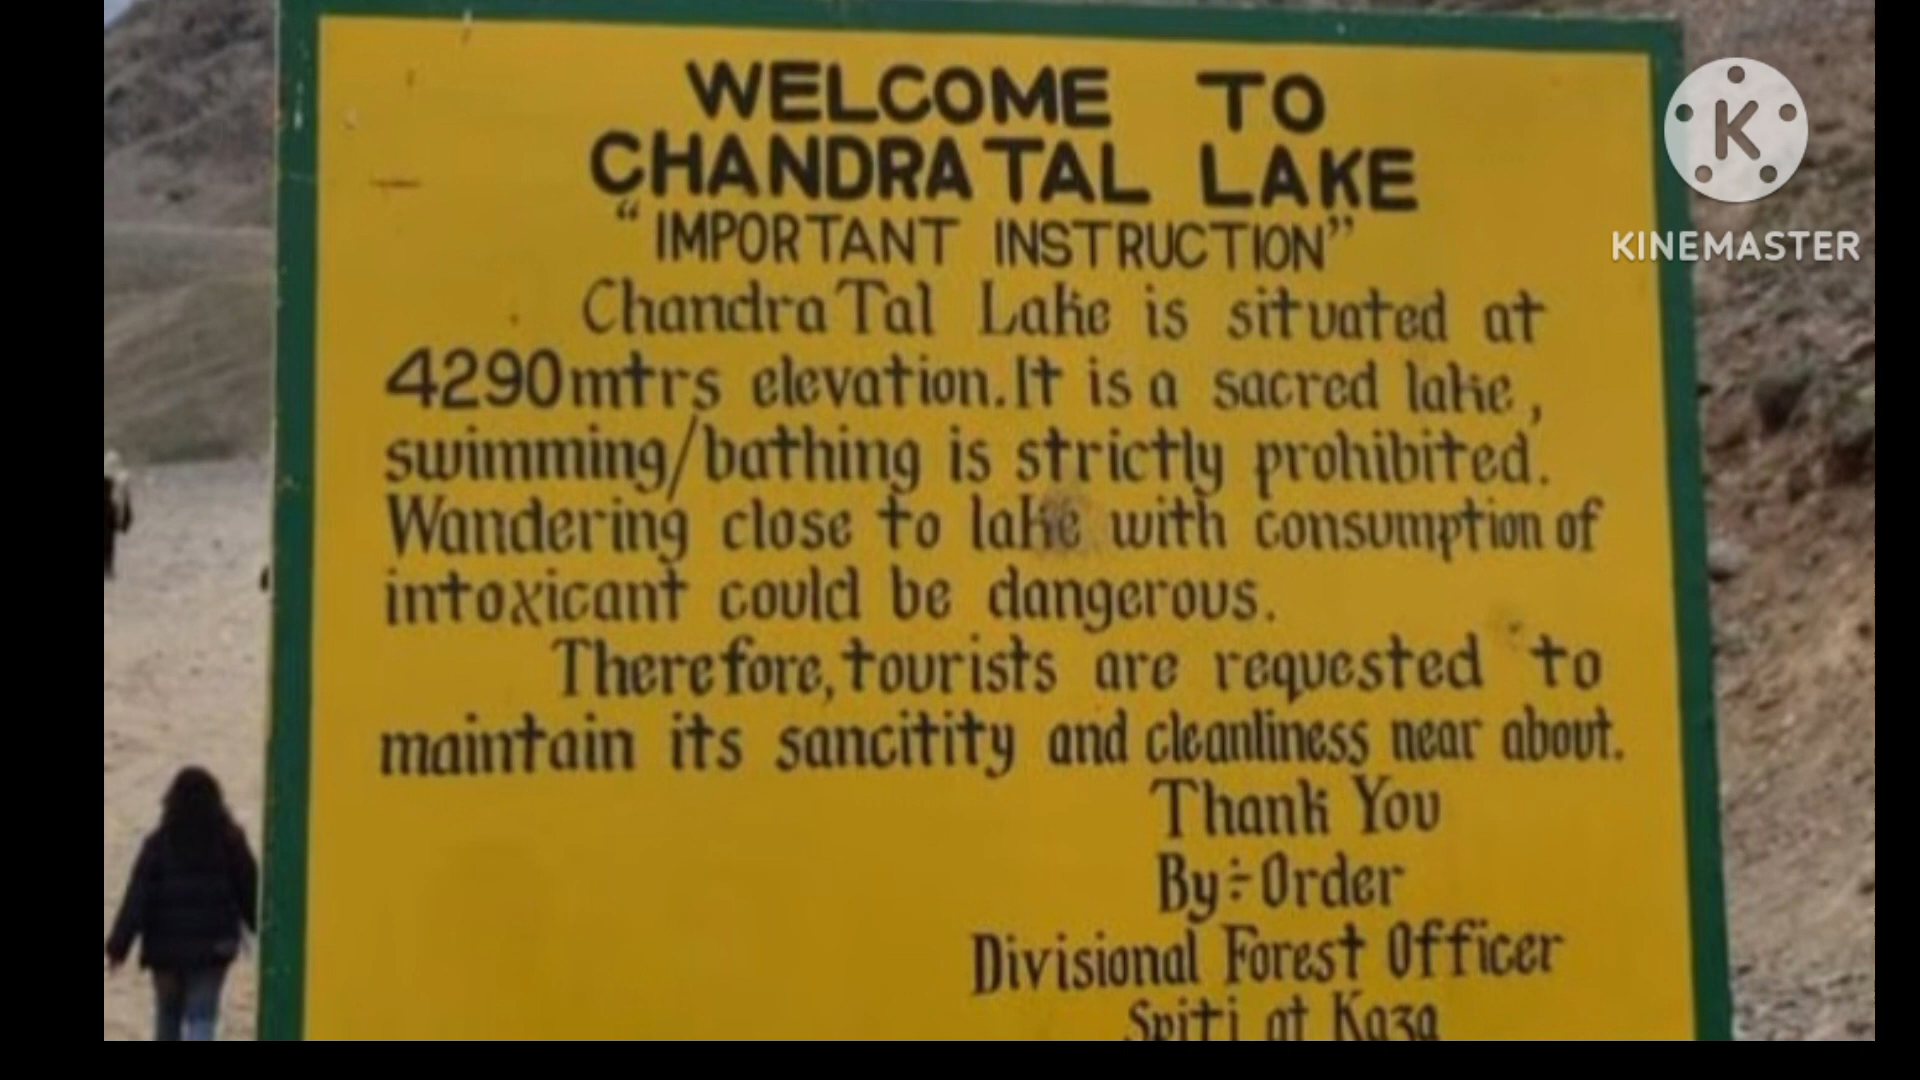 WELCOME TO
CHANDRA TAL LAKE
"IMPORTANT INSTRUCTION"
Chandra Tal Lake is situated at
4290mtrs elevation. It is a sacred lake,
swimming/bathing is strictly prohibited.
Wandering close to lake with consumption of
intoxicant could be dangerous.
Therefore, tourists are requested to
maintain its sancitity and cleanliness near about.
Thank You
By÷Order
Divisional Forest Officer
Spiti at Kaza
K
KINEMASTER